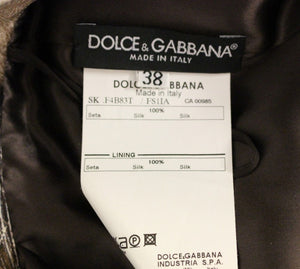 DOLCE & GABBANA®
MADE IN ITALY
38
DOLCE & GABBANA
Made in Italy
SK F4B83T / FS1IA CA 00985
100%
Seta Silk Silk
LINING
100%
Seta Silk Silk
DOLCE & GABBANA
INDUSTRIA S.P.A.